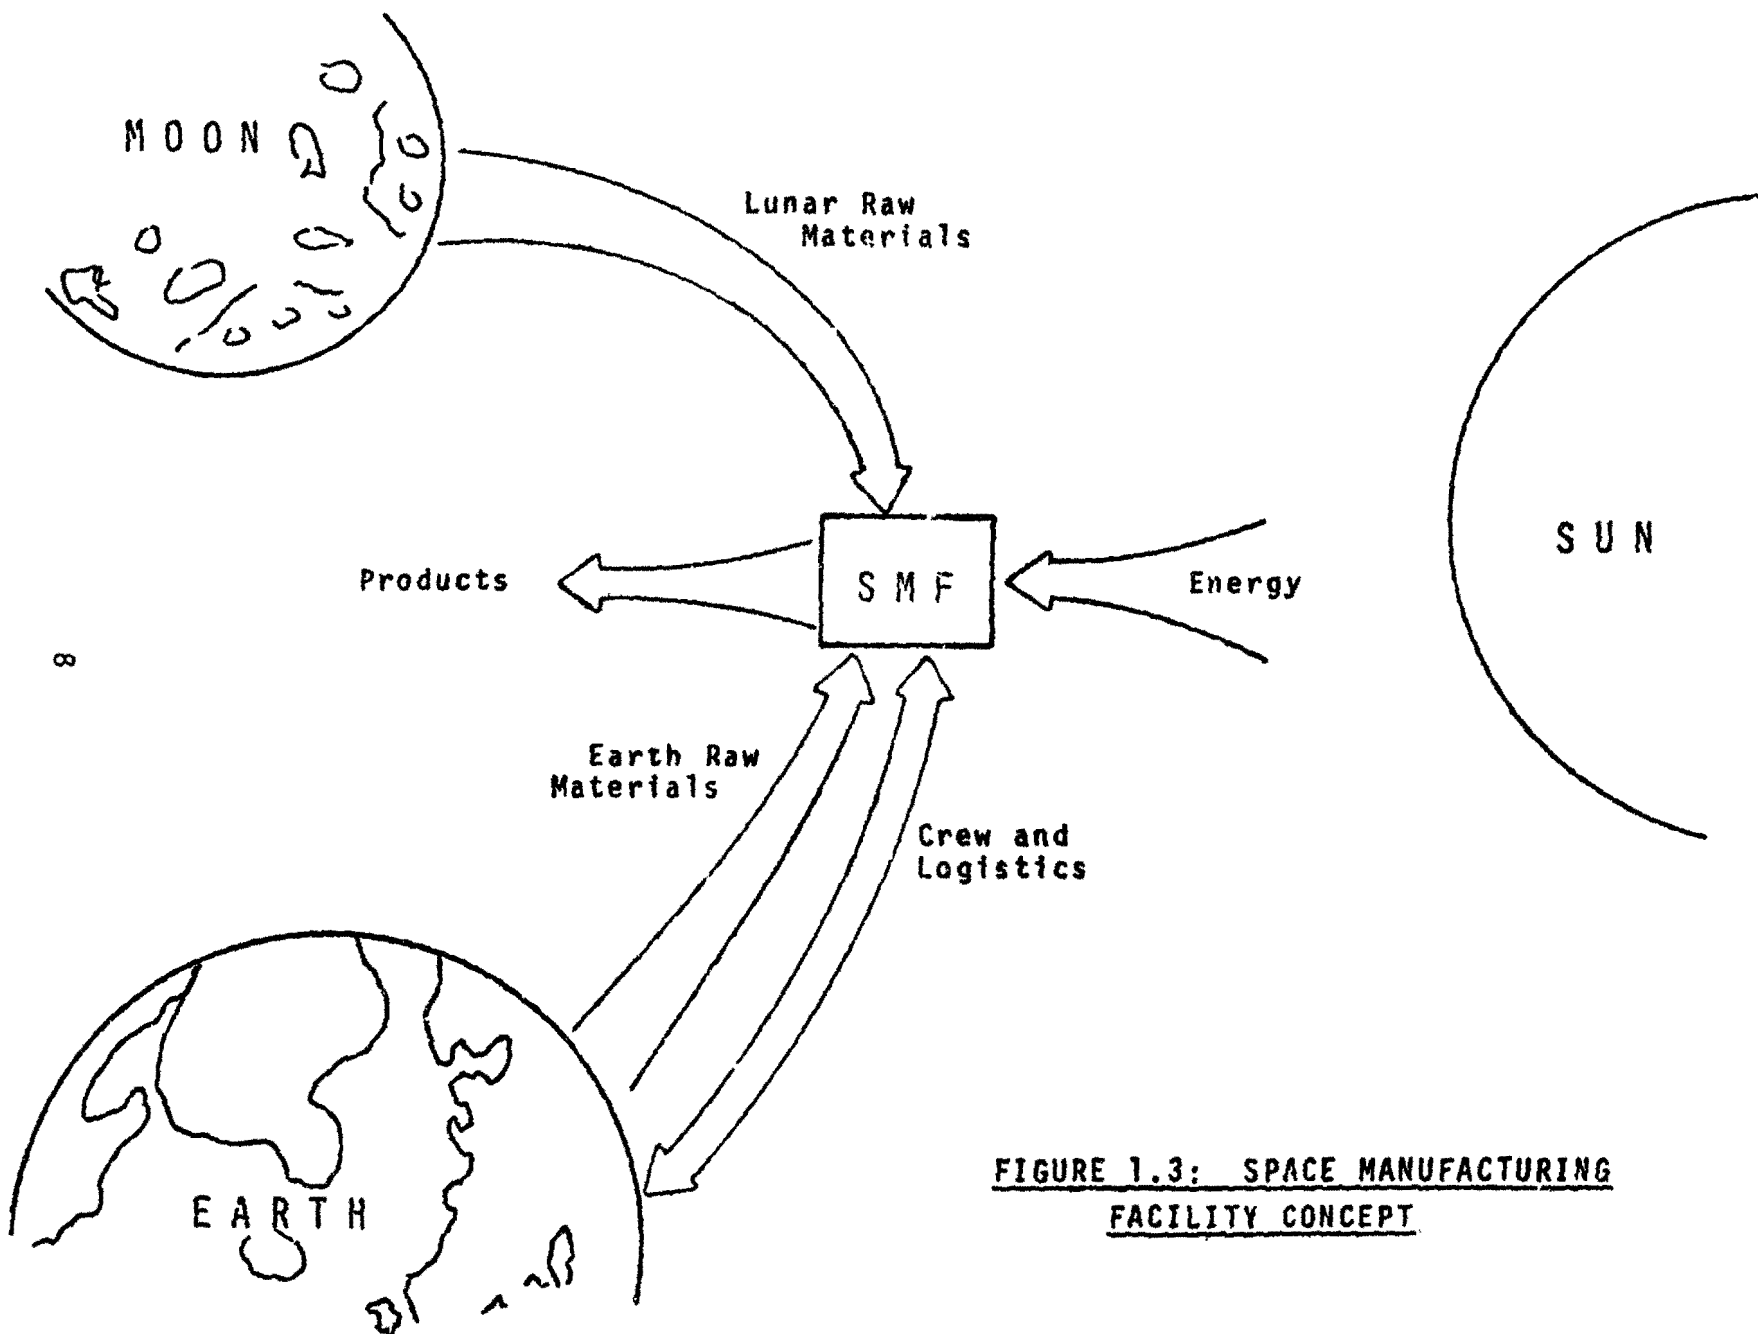 MOON
Lunar Raw
Materials
SUN
Products
SMF
Energy
8
Earth Raw
Materials
Crew and
Logistics
EARTH
FIGURE 1.3: SPACE MANUFACTURING
FACILITY CONCEPT